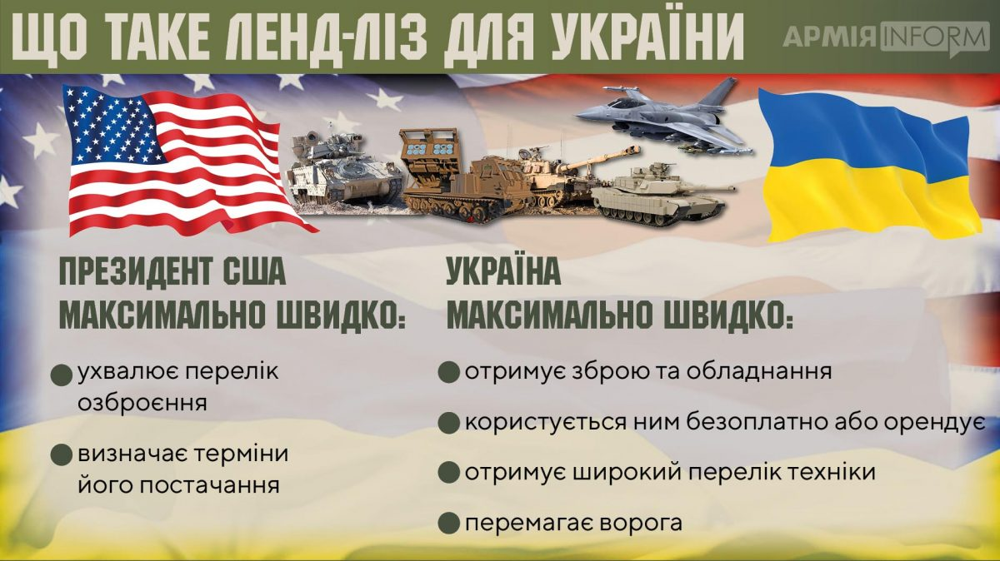 ЩО ТАКЕ ЛЕНД-ЛІЗ ДЛЯ УКРАЇНИ
АРМІЯINFORM
ПРЕЗИДЕНТ США
МАКСИМАЛЬНО ШВИДКО:
ухвалює перелік
озброєння
визначає терміни
його постачання
УКРАЇНА
МАКСИМАЛЬНО ШВИДКО:
отримує зброю та обладнання
користується ним безоплатно або орендує
отримує широкий перелік техніки
перемагає ворога